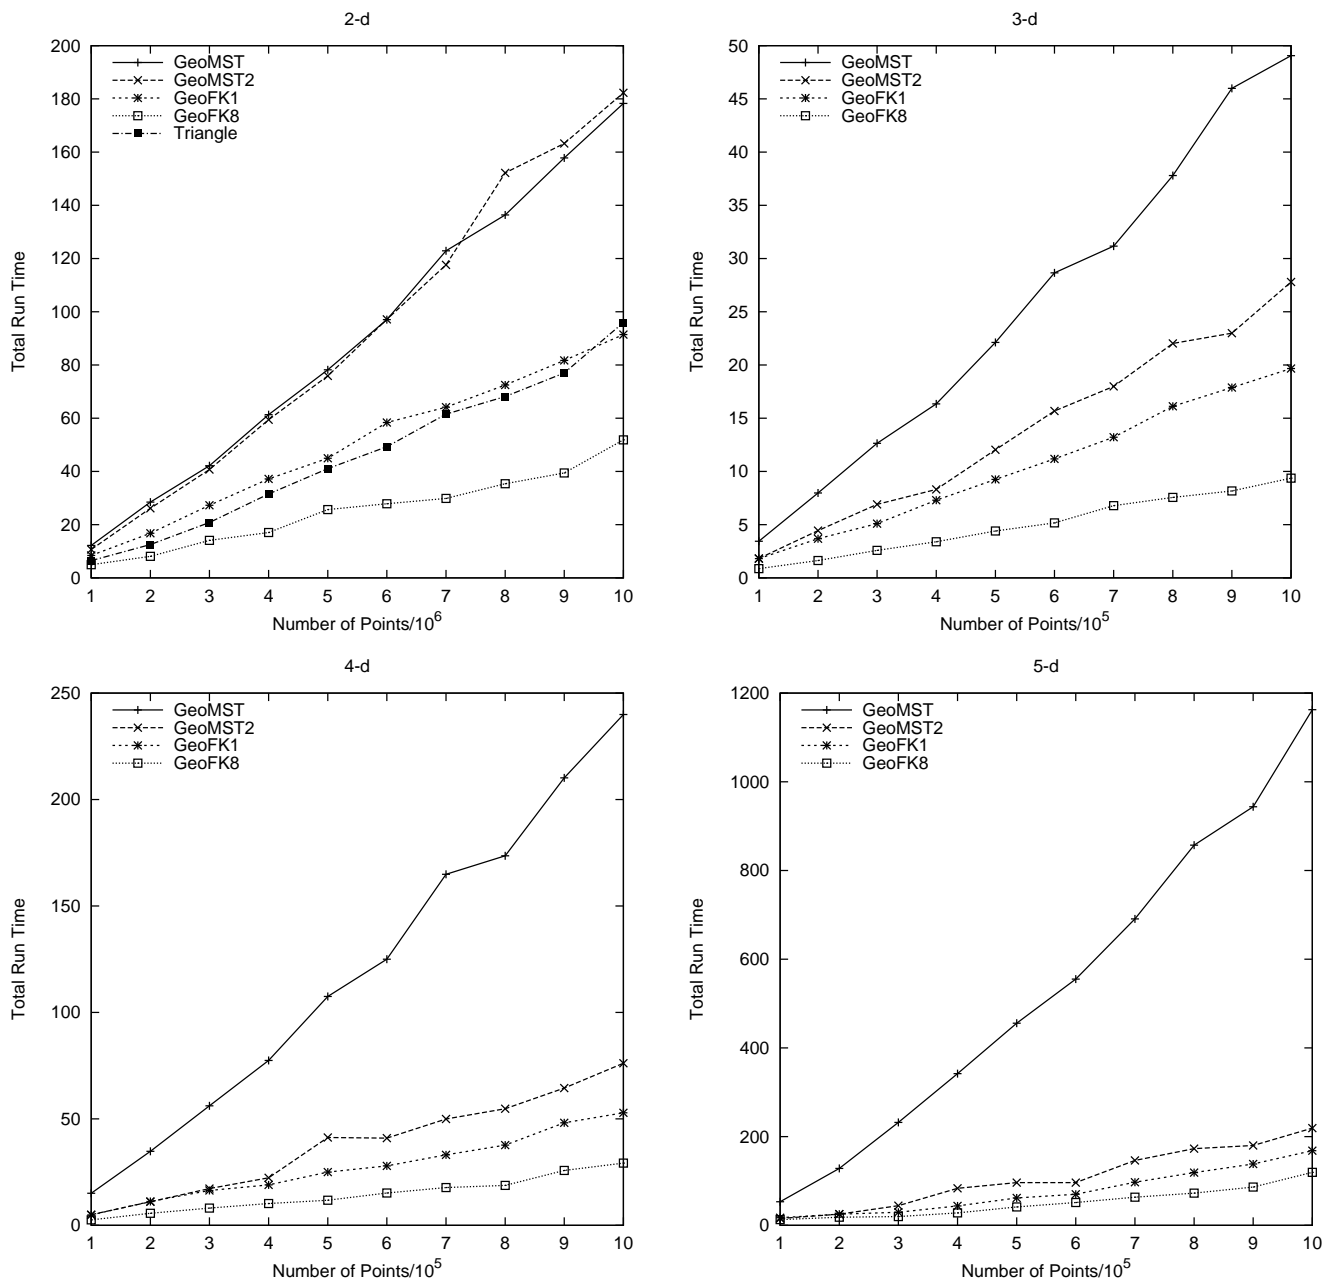 2-d
200
180
160
140
120
100
80
60
40
20
0
Total Run Time
GeoMST
GeoMST2
GeoFK1
GeoFK8
Triangle
1 2 3 4 5 6 7 8 9 10
Number of Points/10^6
3-d
50
45
40
35
30
25
20
15
10
5
0
Total Run Time
GeoMST
GeoMST2
GeoFK1
GeoFK8
1 2 3 4 5 6 7 8 9 10
Number of Points/10^5
4-d
250
200
150
100
50
0
Total Run Time
GeoMST
GeoMST2
GeoFK1
GeoFK8
1 2 3 4 5 6 7 8 9 10
Number of Points/10^5
5-d
1200
1000
800
600
400
200
0
Total Run Time
GeoMST
GeoMST2
GeoFK1
GeoFK8
1 2 3 4 5 6 7 8 9 10
Number of Points/10^5